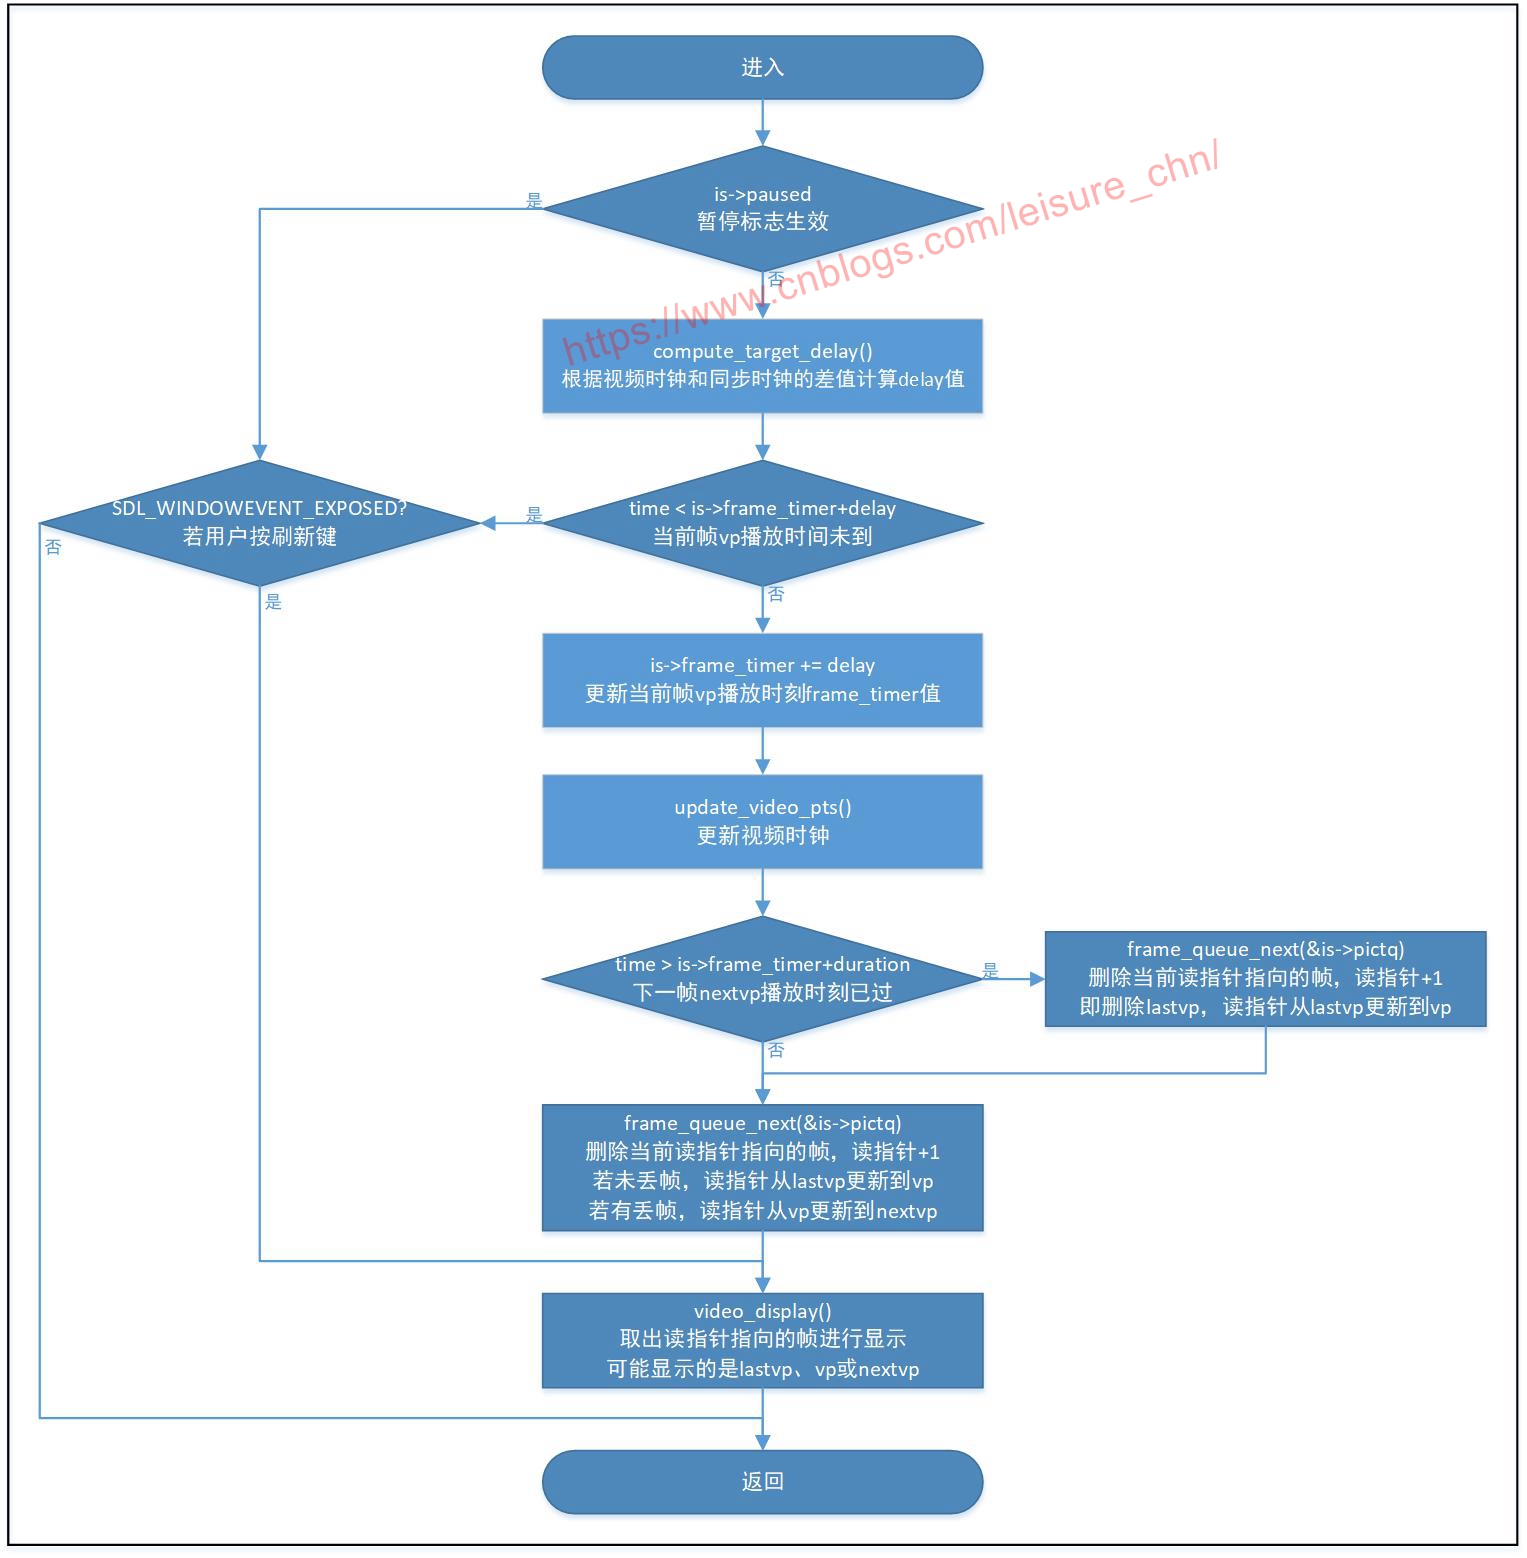 进入
is->paused
暂停标志生效
是
否
https://www.cnblogs.com/leisure_chn/
compute_target_delay()
根据视频时钟和同步时钟的差值计算delay值
SDL_WINDOWEVENT_EXPOSED?
若用户按刷新键
是
time < is->frame_timer+delay
当前帧vp播放时间未到
否
是
否
is->frame_timer += delay
更新当前帧vp播放时刻frame_timer值
update_video_pts()
更新视频时钟
time > is->frame_timer+duration
下一帧nextvp播放时刻已过
是
frame_queue_next(&is->pictq)
删除当前读指针指向的帧，读指针+1
即删除lastvp，读指针从lastvp更新到vp
否
frame_queue_next(&is->pictq)
删除当前读指针指向的帧，读指针+1
若未丢帧，读指针从lastvp更新到vp
若有丢帧，读指针从vp更新到nextvp
video_display()
取出读指针指向的帧进行显示
可能显示的是lastvp、vp或nextvp
返回